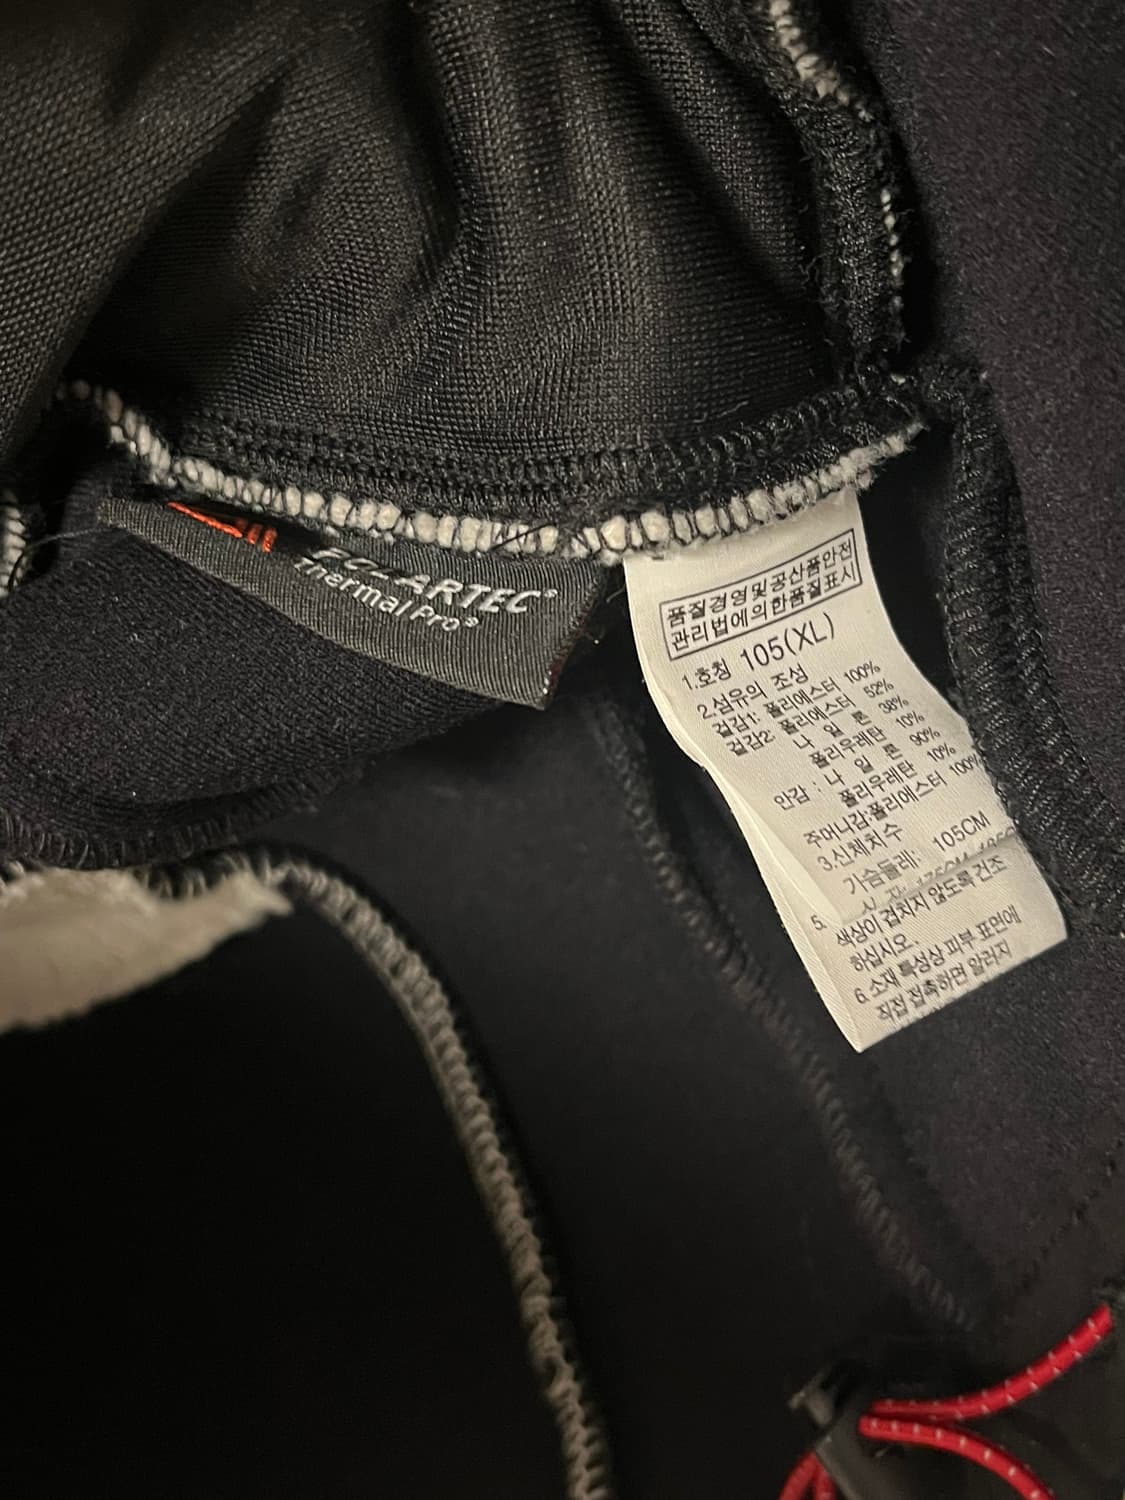 POLARTEC®
Thermal Pro®
품질경영및공산품안전
관리법에의한품질표시
1.호칭 105(XL)
2.섬유의 조성
겉감1: 폴리에스터 100%
겉감2: 폴리에스터 52%
나 일 론 38%
폴리우레탄 10%
안감 : 나 일 론 90%
폴리우레탄 10%
주머니감:폴리에스터 100%
3.신체치수
가슴둘레: 105CM
5.
색상이 겹치지 않도록 건조
하십시오.
6.소재 특성상 피부 표면에
직접 접촉하면 알러지